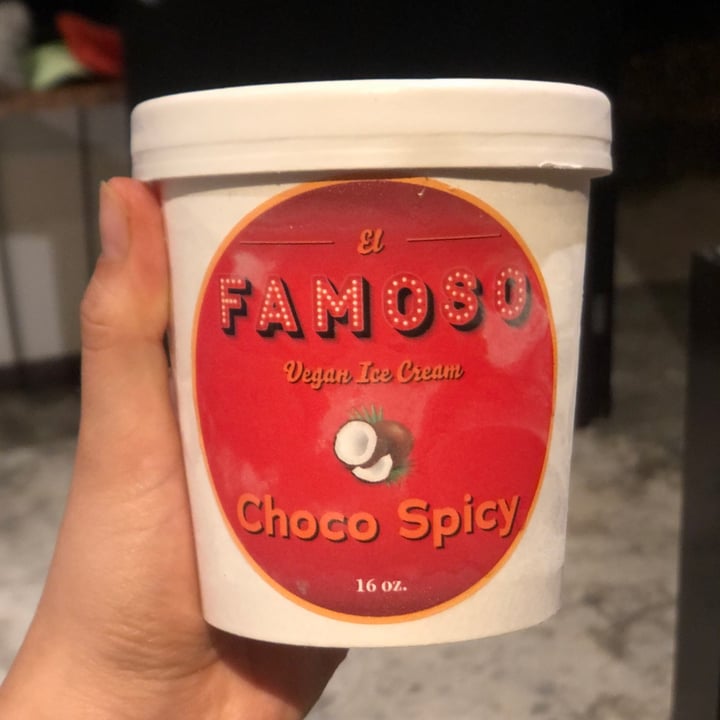 El
FAMOSO
Vegan Ice Cream
Choco Spicy
16 oz.